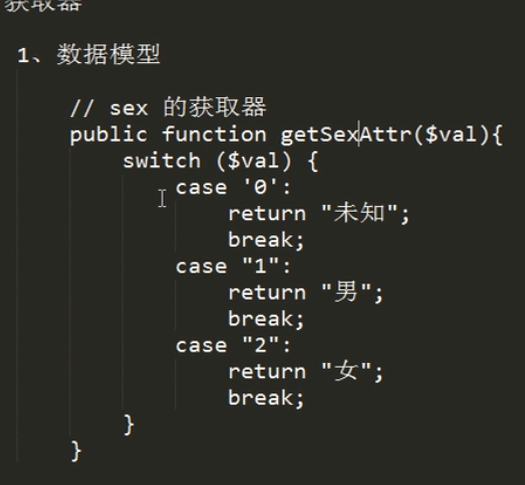 获取器
1、数据模型
// sex 的获取器
public function getSexAttr($val){
switch ($val) {
case '0':
return "未知";
break;
case "1":
return "男";
break;
case "2":
return "女";
break;
}
}